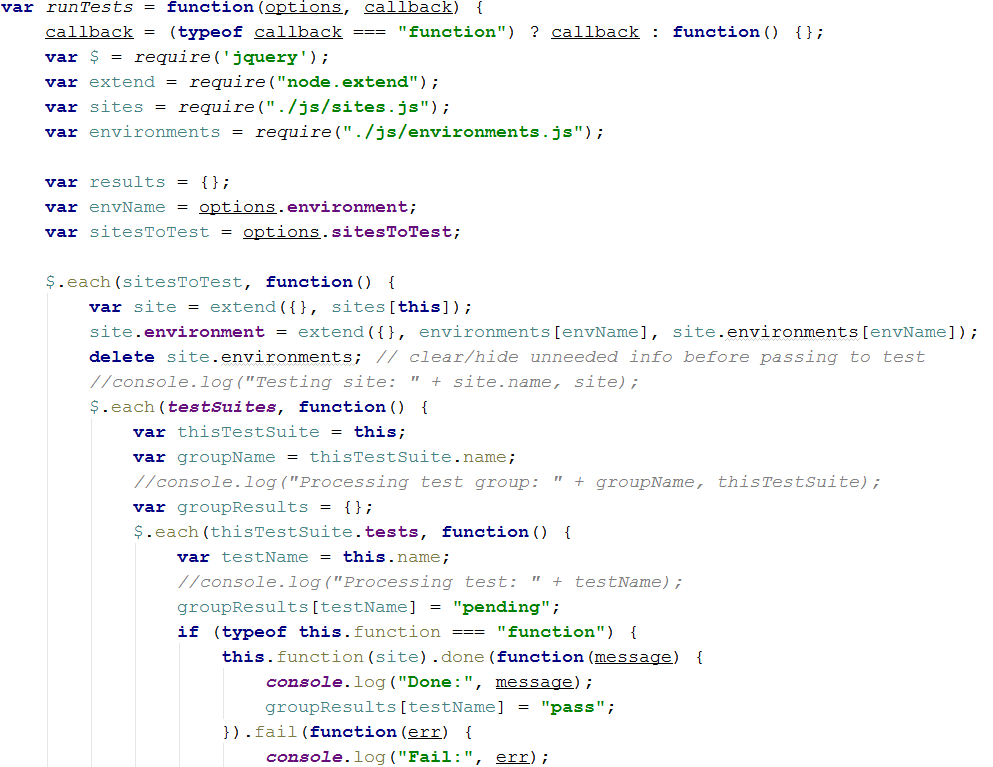 var runTests = function(options, callback) {
    callback = (typeof callback === "function") ? callback : function() {};
    var $ = require('jquery');
    var extend = require("node.extend");
    var sites = require("./js/sites.js");
    var environments = require("./js/environments.js");

    var results = {};
    var envName = options.environment;
    var sitesToTest = options.sitesToTest;

    $.each(sitesToTest, function() {
        var site = extend({}, sites[this]);
        site.environment = extend({}, environments[envName], site.environments[envName]);
        delete site.environments; // clear/hide unneeded info before passing to test
        //console.log("Testing site: " + site.name, site);
        $.each(testSuites, function() {
            var thisTestSuite = this;
            var groupName = thisTestSuite.name;
            //console.log("Processing test group: " + groupName, thisTestSuite);
            var groupResults = {};
            $.each(thisTestSuite.tests, function() {
                var testName = this.name;
                //console.log("Processing test: " + testName);
                groupResults[testName] = "pending";
                if (typeof this.function === "function") {
                    this.function(site).done(function(message) {
                        console.log("Done:", message);
                        groupResults[testName] = "pass";
                    }).fail(function(err) {
                        console.log("Fail:", err);